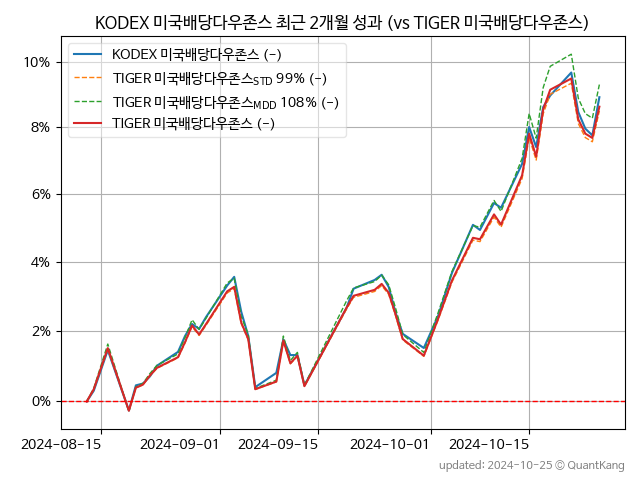 KODEX 미국배당다우존스 최근 2개월 성과 (vs TIGER 미국배당다우존스)
KODEX 미국배당다우존스 (-)
TIGER 미국배당다우존스STD 99% (-)
TIGER 미국배당다우존스MDD 108% (-)
TIGER 미국배당다우존스 (-)
10%
8%
6%
4%
2%
0%
2024-08-15
2024-09-01
2024-09-15
2024-10-01
2024-10-15
updated: 2024-10-25 © QuantKang